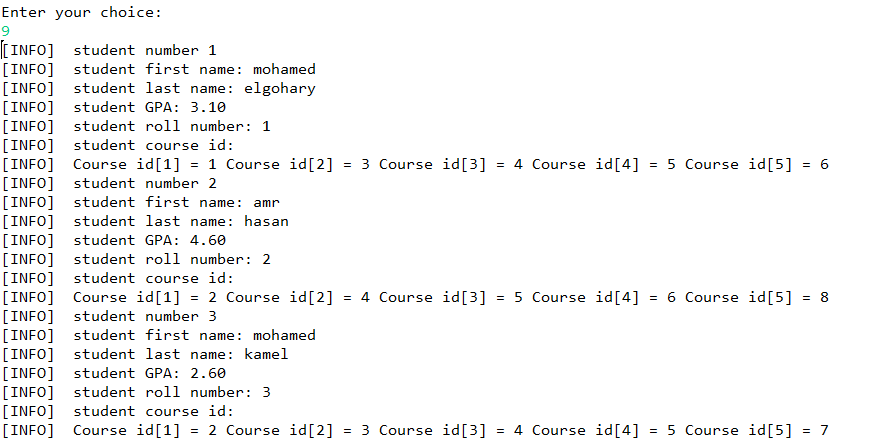 Enter your choice:
9
[INFO]  student number 1
[INFO]  student first name: mohamed
[INFO]  student last name: elgohary
[INFO]  student GPA: 3.10
[INFO]  student roll number: 1
[INFO]  student course id:
[INFO]  Course id[1] = 1 Course id[2] = 3 Course id[3] = 4 Course id[4] = 5 Course id[5] = 6
[INFO]  student number 2
[INFO]  student first name: amr
[INFO]  student last name: hasan
[INFO]  student GPA: 4.60
[INFO]  student roll number: 2
[INFO]  student course id:
[INFO]  Course id[1] = 2 Course id[2] = 4 Course id[3] = 5 Course id[4] = 6 Course id[5] = 8
[INFO]  student number 3
[INFO]  student first name: mohamed
[INFO]  student last name: kamel
[INFO]  student GPA: 2.60
[INFO]  student roll number: 3
[INFO]  student course id:
[INFO]  Course id[1] = 2 Course id[2] = 3 Course id[3] = 4 Course id[4] = 5 Course id[5] = 7